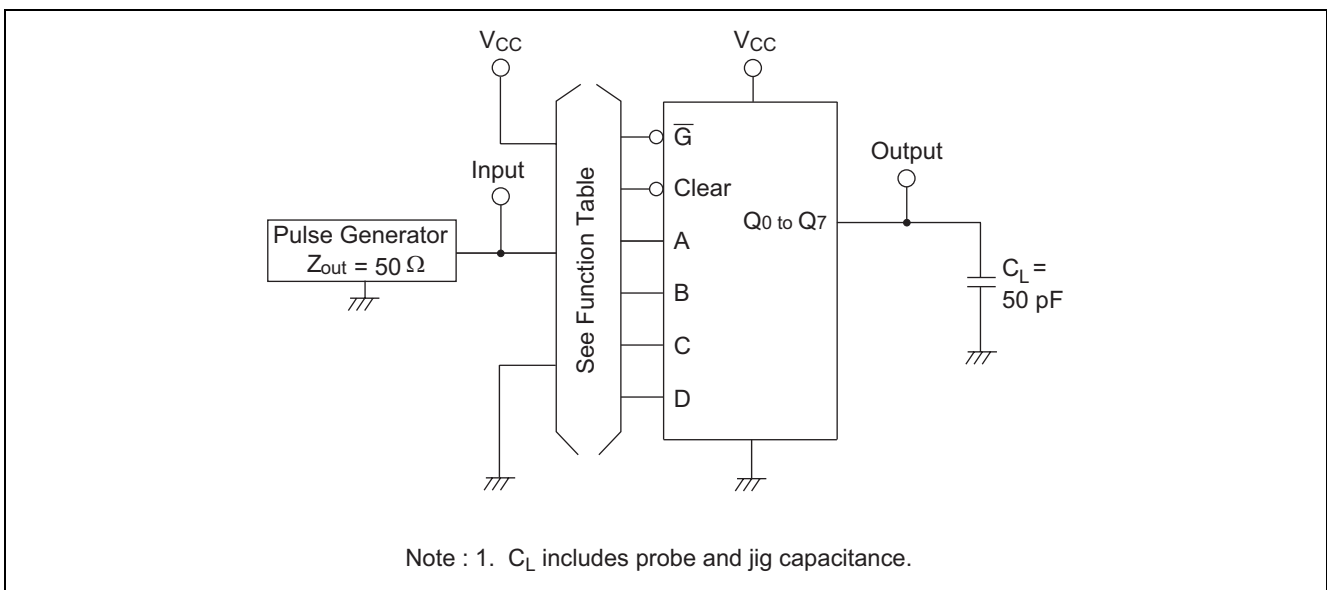 VCC
VCC
Input
Output
Pulse Generator
Zout = 50 Ω
See Function Table
G̅
Clear
A
B
C
D
Q0 to Q7
CL =
50 pF
Note : 1. CL includes probe and jig capacitance.